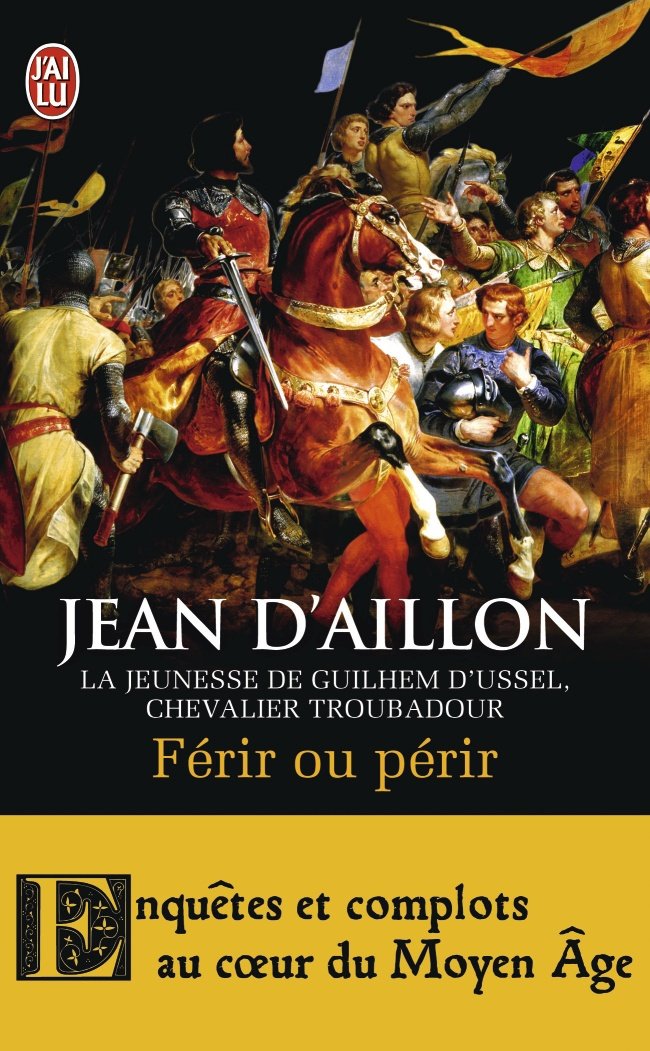 J'AI
LU
JEAN D'AILLON
LA JEUNESSE DE GUILHEM D'USSEL,
CHEVALIER TROUBADOUR
Férir ou périr
Enquêtes et complots
au cœur du Moyen Âge